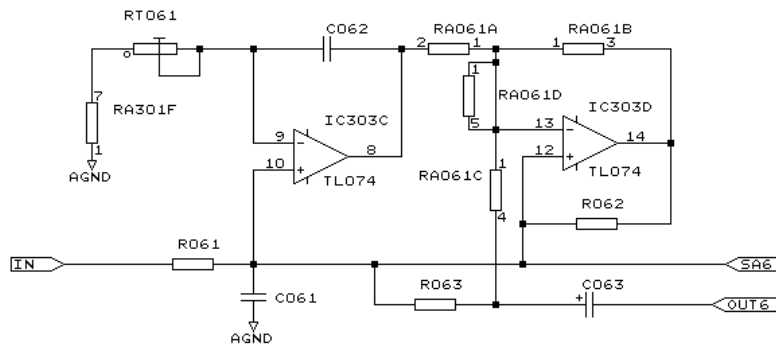 RT061
C062
RA061A
RA061B
2
1
1
3
7
RA301F
1
AGND
1
RA061D
5
IC303C
IC303D
9
10
8
TL074
13
12
14
TL074
RA061C
1
4
R062
IN
R061
SA6
C061
R063
+
C063
OUT6
AGND